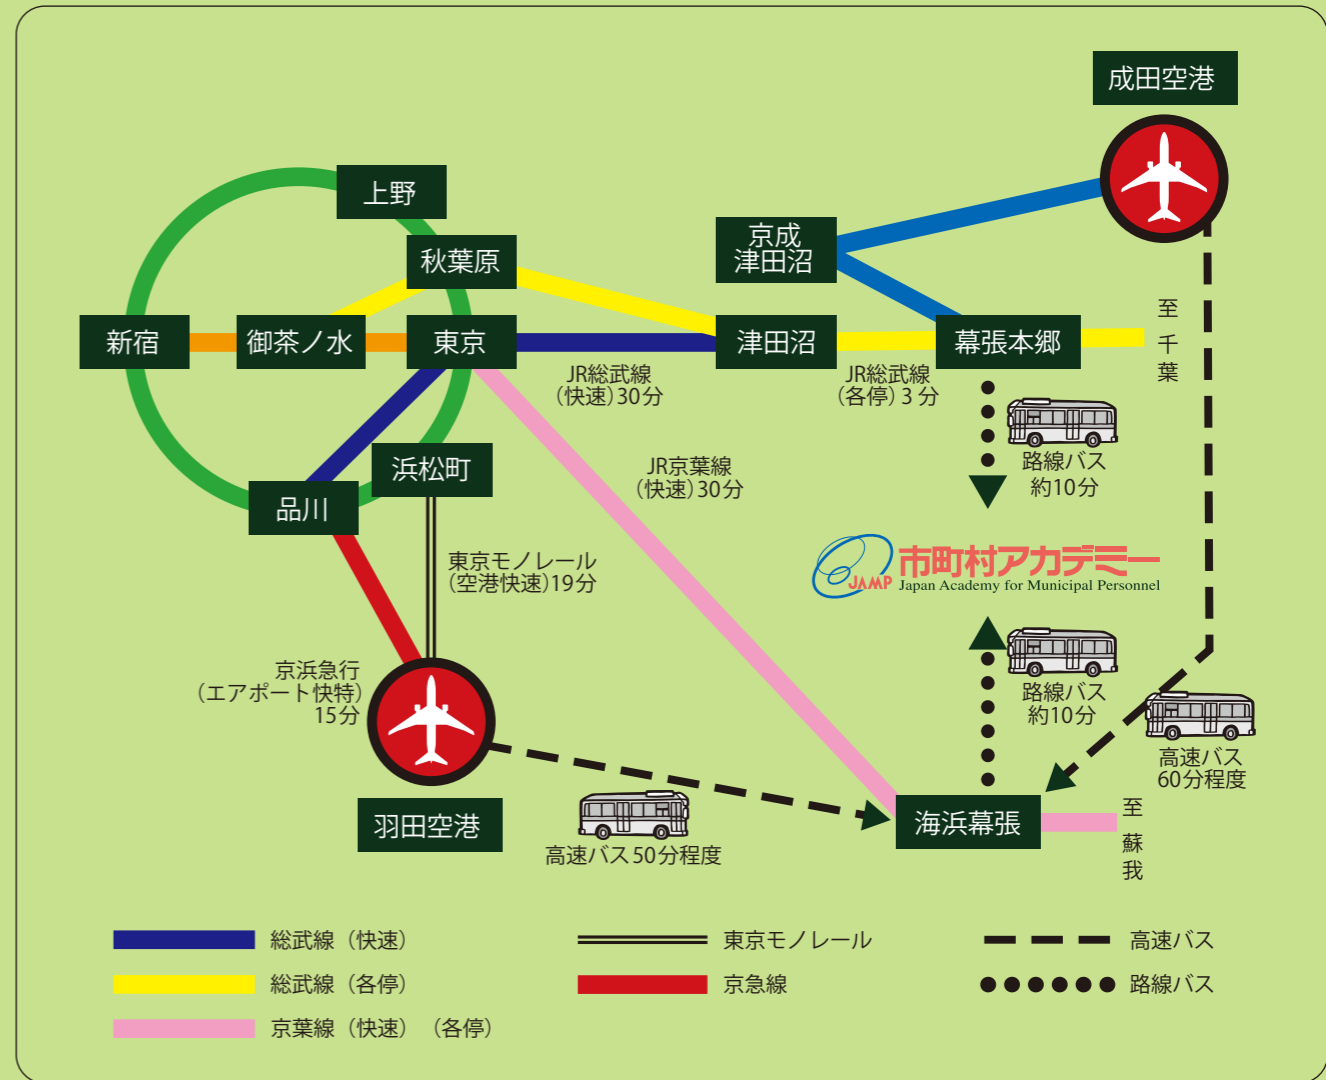 成田空港
上野
京成
津田沼
秋葉原
新宿
御茶ノ水
東京
津田沼
幕張本郷
至千葉
JR総武線
(快速)30分
JR総武線
(各停)3分
浜松町
JR京葉線
(快速)30分
路線バス
約10分
品川
東京モノレール
(空港快速)19分
JAMP
市町村アカデミー
Japan Academy for Municipal Personnel
京浜急行
(エアポート快特)
15分
路線バス
約10分
高速バス
60分程度
羽田空港
高速バス50分程度
海浜幕張
至蘇我
総武線(快速)
東京モノレール
高速バス
総武線(各停)
京急線
路線バス
京葉線(快速)(各停)